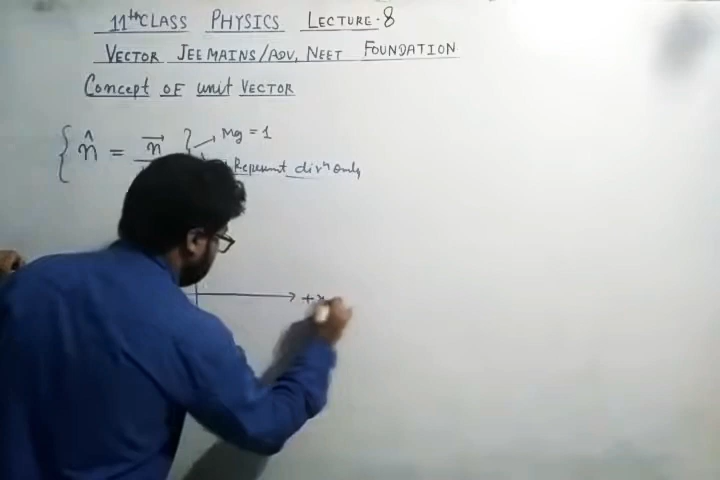 11th CLASS PHYSICS LECTURE-8
VECTOR JEE MAINS/ADV, NEET FOUNDATION
Concept OF unit VECTOR
Mg = 1
n̂ = n⃗
Represent dirn only
+x